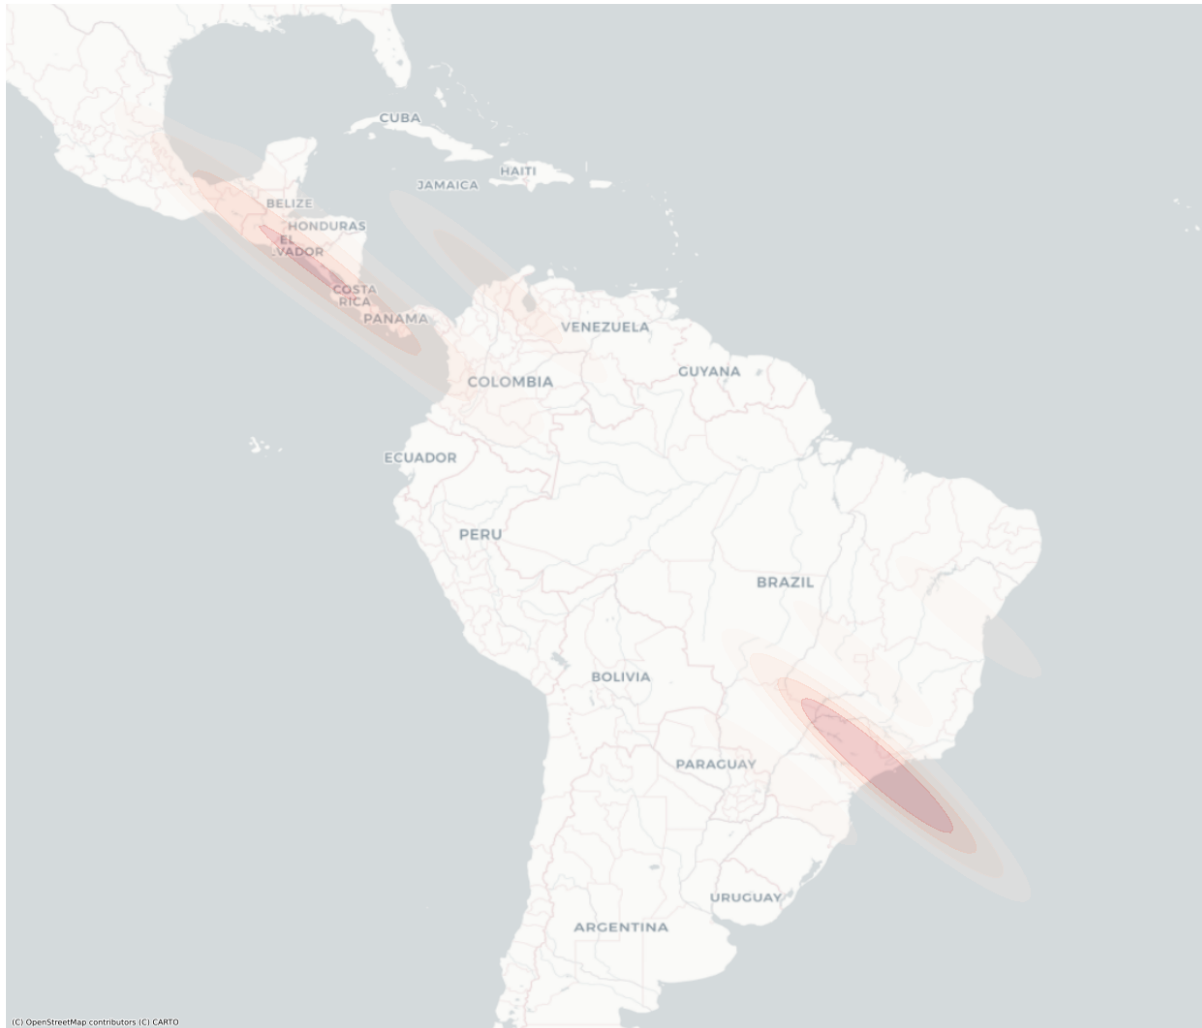 CUBA
HAITI
JAMAICA
BELIZE
HONDURAS
EL
.VADOR
COSTA
RICA
PANAMA
VENEZUELA
GUYANA
COLOMBIA
ECUADOR
PERU
BRAZIL
BOLIVIA
PARAGUAY
URUGUAY
ARGENTINA
(C) OpenStreetMap contributors (C) CARTO